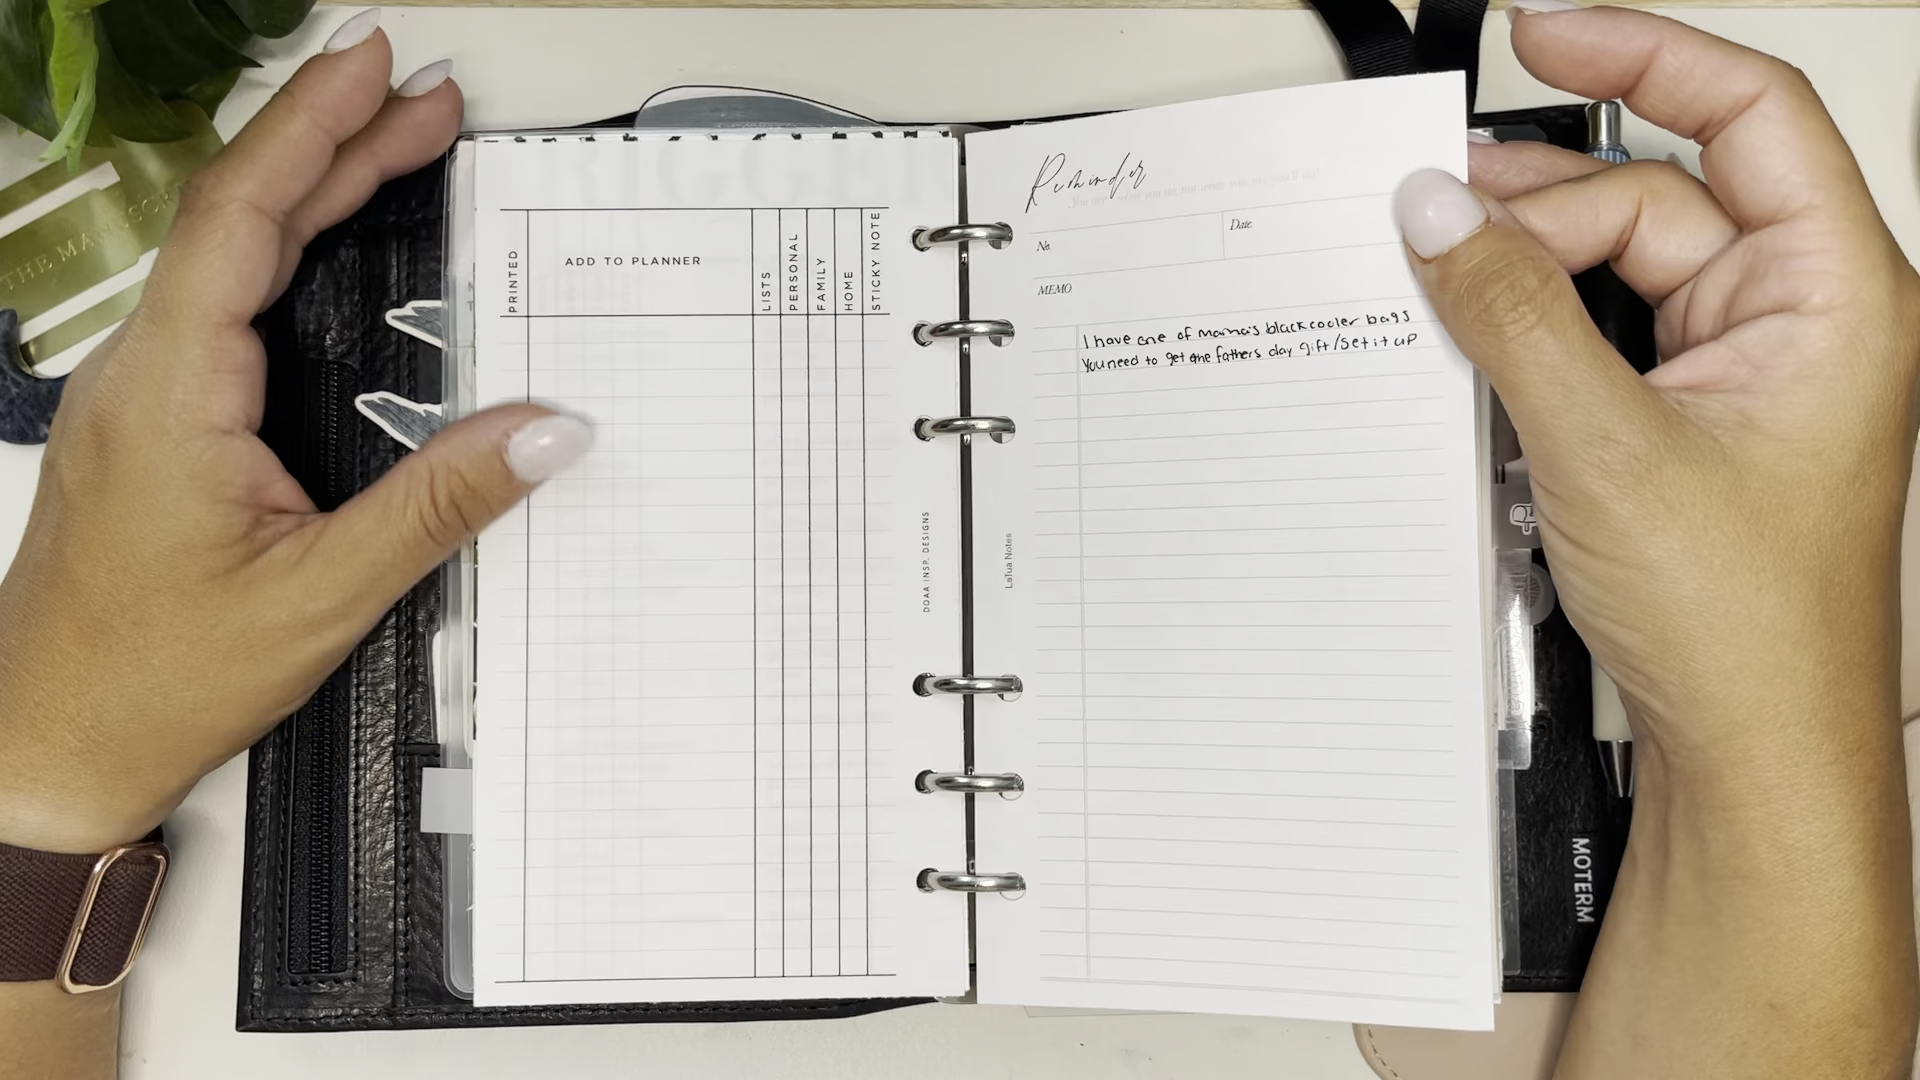 THE MANSCR
PRINTED
ADD TO PLANNER
LISTS
PERSONAL
FAMILY
HOME
STICKY NOTE
DOAA INSP. DESIGNS
Reminder
No.
Date.
MEMO.
I have one of mama's black cooler bags
You need to get the fathers day gift/set it up
LaTua Notes
MOTERM